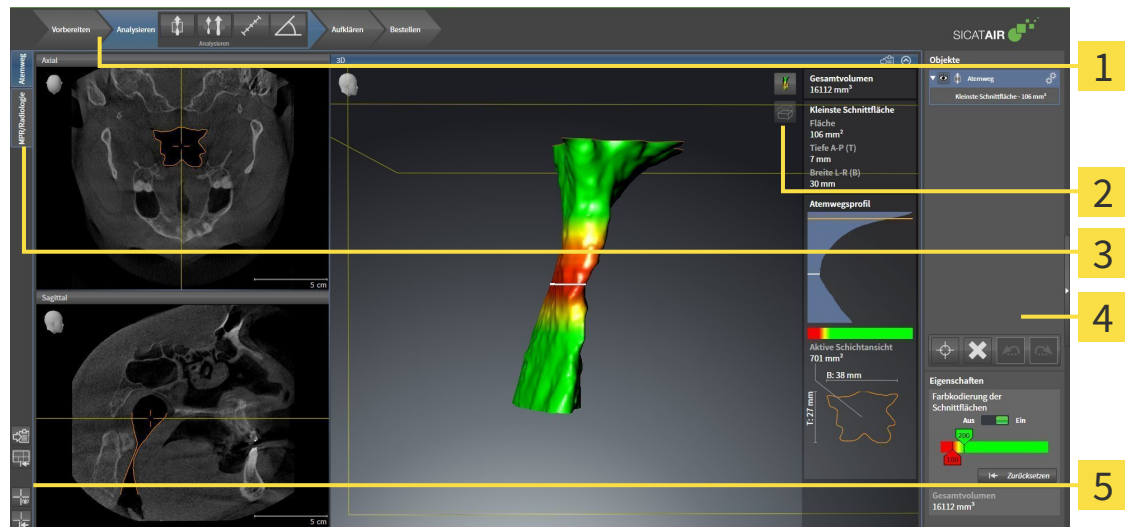 Vorbereiten
Analysieren
Analysieren
Aufklären
Bestellen
SICATAIR
1
2
3
4
5
Atemweg
MPR/Radiologie
Axial
5 cm
Sagittal
5 cm
3D
Gesamtvolumen
16112 mm³
Kleinste Schnittfläche
Fläche
106 mm²
Tiefe A-P (T)
7 mm
Breite L-R (B)
30 mm
Atemwegsprofil
Aktive Schichtansicht
701 mm²
B: 38 mm
T: 27 mm
Objekte
Atemweg
Kleinste Schnittfläche - 106 mm²
Eigenschaften
Farbkodierung der
Schnittflächen
Aus Ein
200
100
Zurücksetzen
Gesamtvolumen
16112 mm³